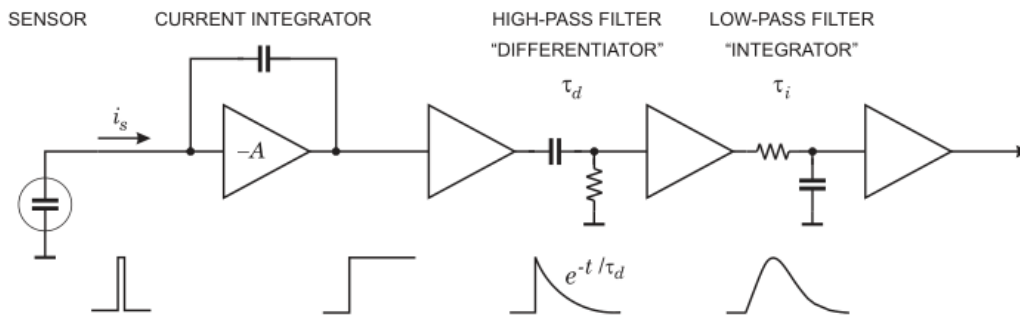 SENSOR
CURRENT INTEGRATOR
HIGH-PASS FILTER
"DIFFERENTIATOR"
τd
LOW-PASS FILTER
"INTEGRATOR"
τi
is
–A
e-t /τd